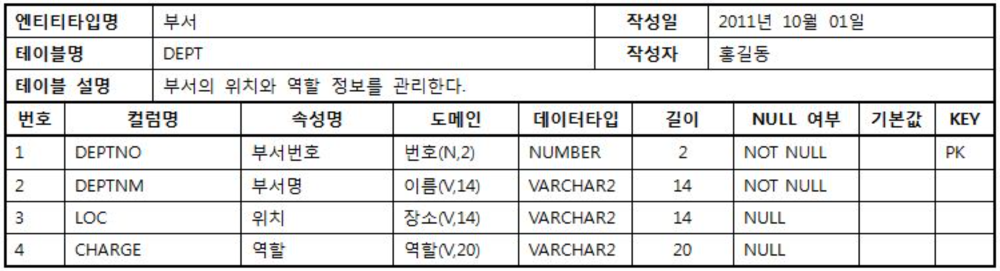 엔티티타입명 부서 작성일 2011년 10월 01일
테이블명 DEPT 작성자 홍길동
테이블 설명 부서의 위치와 역할 정보를 관리한다.
번호 컬럼명 속성명 도메인 데이터타입 길이 NULL 여부 기본값 KEY
1 DEPTNO 부서번호 번호(N,2) NUMBER 2 NOT NULL PK
2 DEPTNM 부서명 이름(V,14) VARCHAR2 14 NOT NULL
3 LOC 위치 장소(V,14) VARCHAR2 14 NULL
4 CHARGE 역할 역할(V,20) VARCHAR2 20 NULL